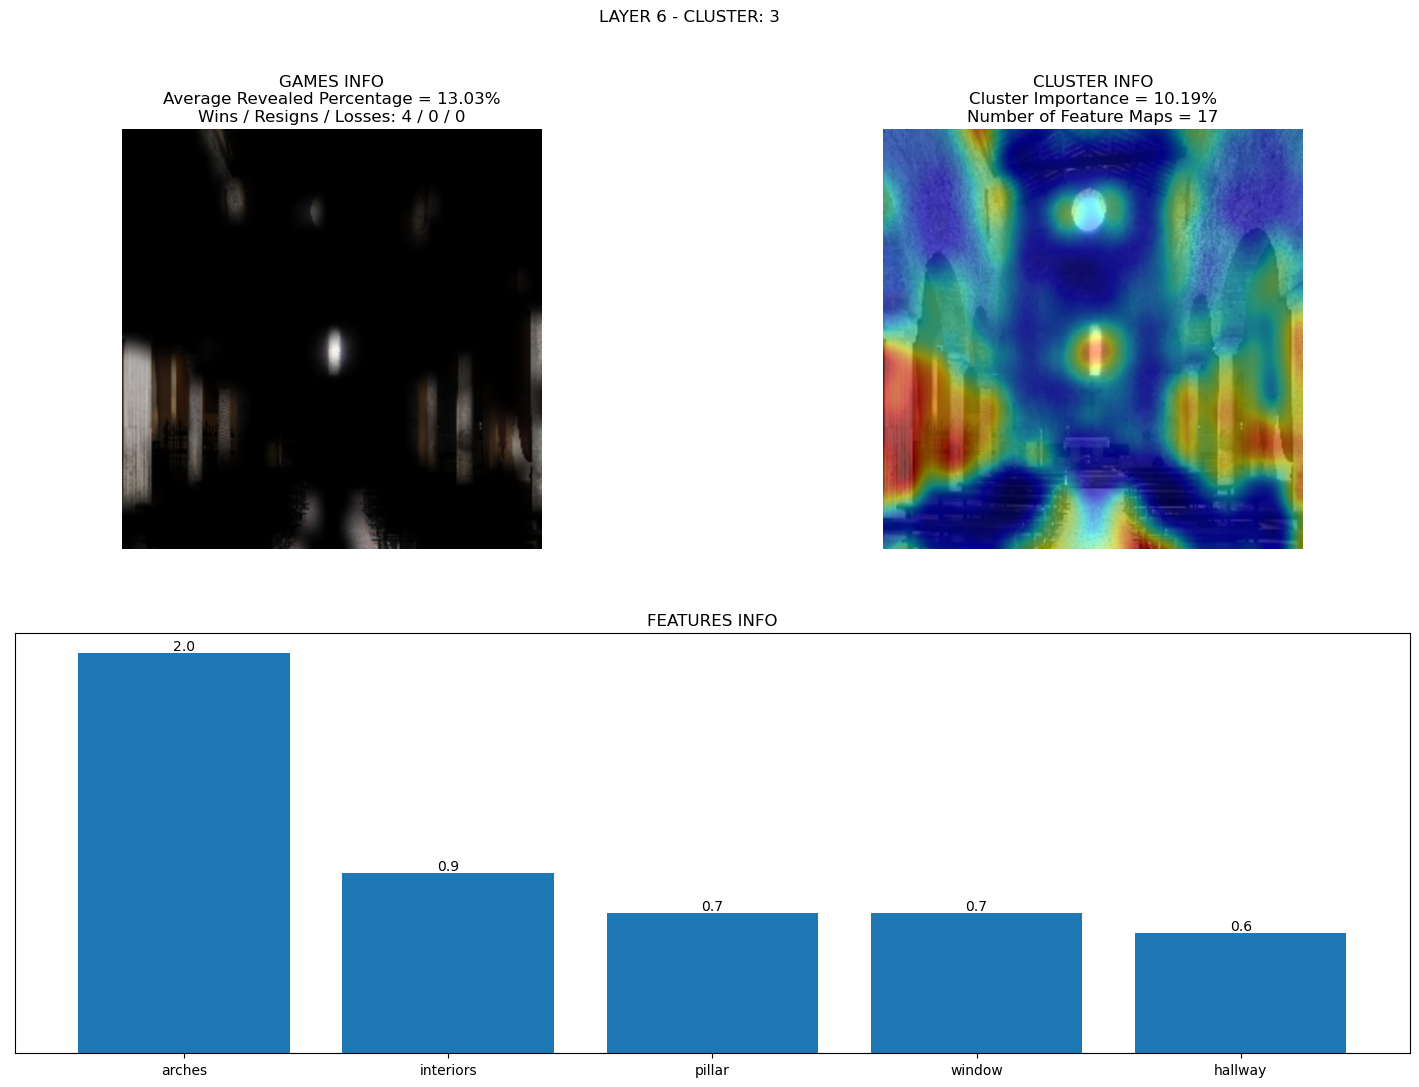 LAYER 6 - CLUSTER: 3
GAMES INFO
Average Revealed Percentage = 13.03%
Wins / Resigns / Losses: 4 / 0 / 0
CLUSTER INFO
Cluster Importance = 10.19%
Number of Feature Maps = 17
FEATURES INFO
2.0
0.9
0.7
0.7
0.6
arches
interiors
pillar
window
hallway